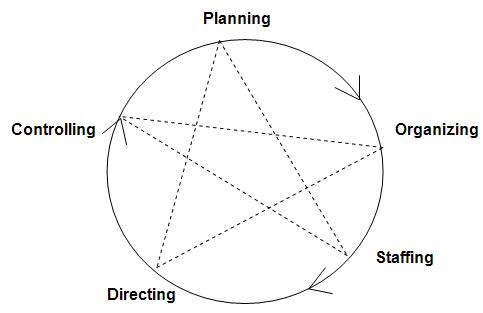 Planning
Organizing
Staffing
Directing
Controlling